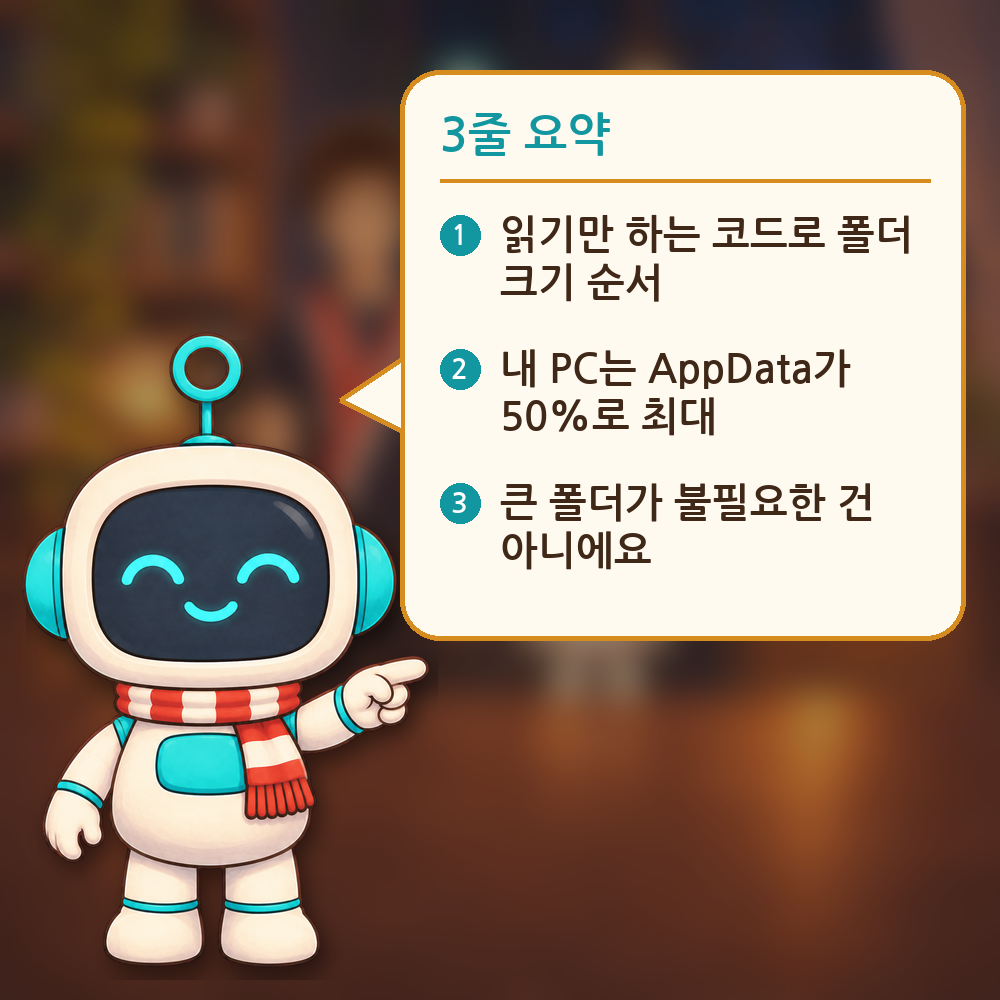 3줄 요약
1 읽기만 하는 코드로 폴더
크기 순서
2 내 PC는 AppData가
50%로 최대
3 큰 폴더가 불필요한 건
아니에요